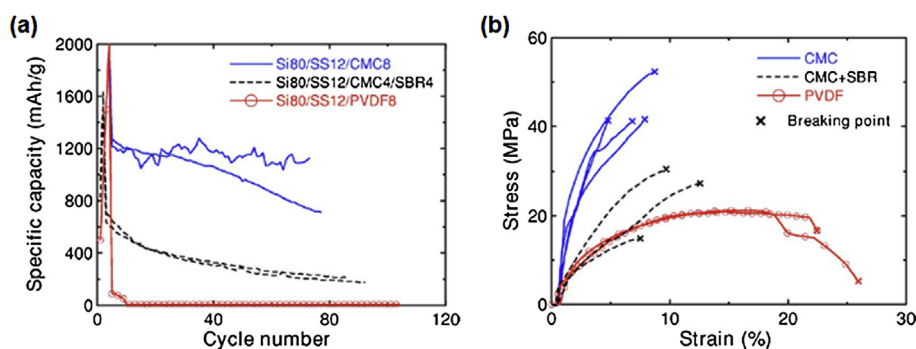 (a)
Specific capacity (mAh/g)
2000
1600
1200
800
400
0
Si80/SS12/CMC8
Si80/SS12/CMC4/SBR4
Si80/SS12/PVDF8
0 40 80 120
Cycle number
(b)
Stress (MPa)
60
40
20
0
CMC
CMC+SBR
PVDF
× Breaking point
0 10 20 30
Strain (%)